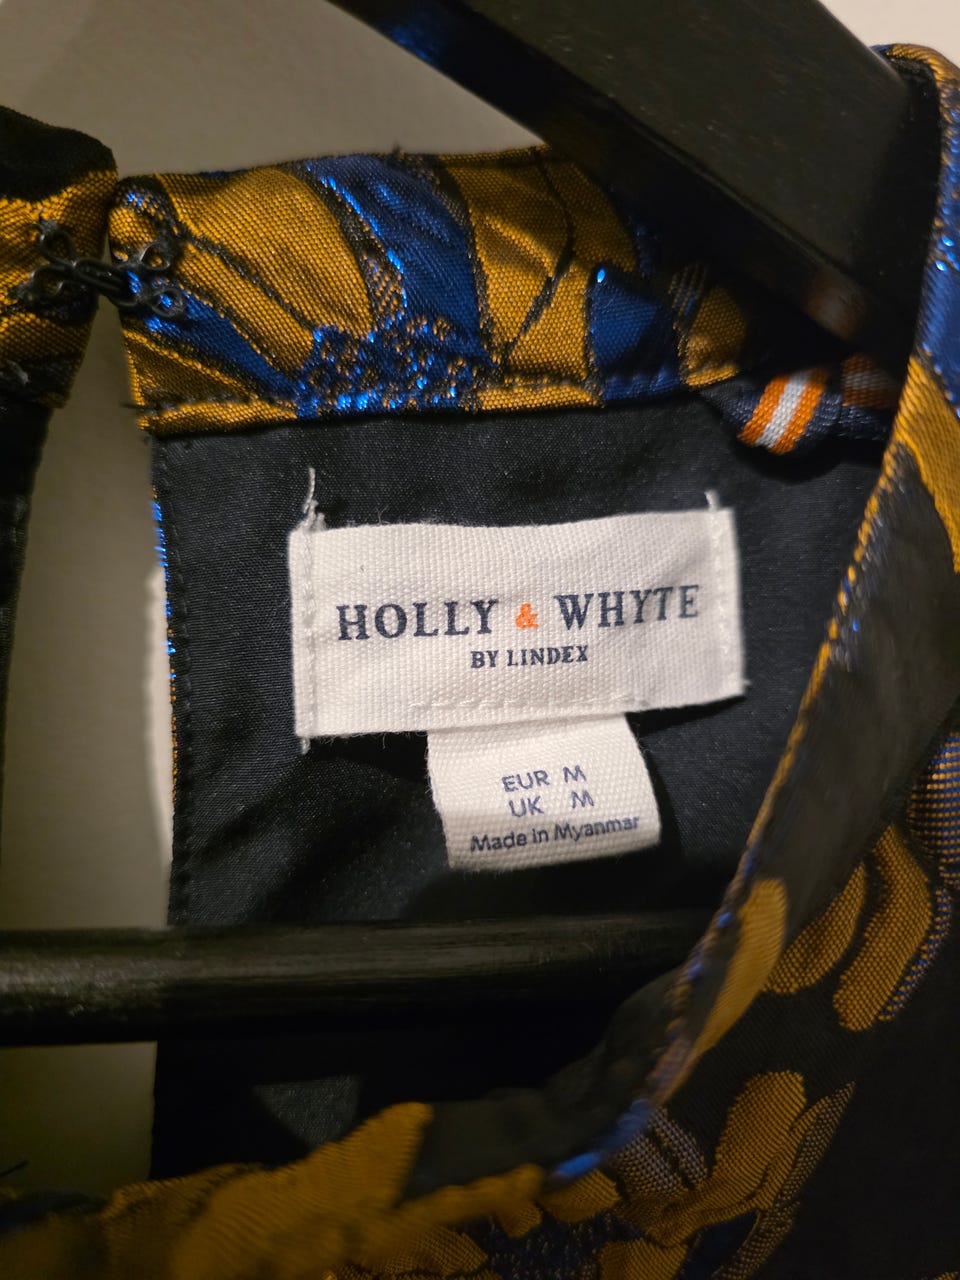 HOLLY & WHYTE
BY LINDEX
EUR M
UK M
Made in Myanmar